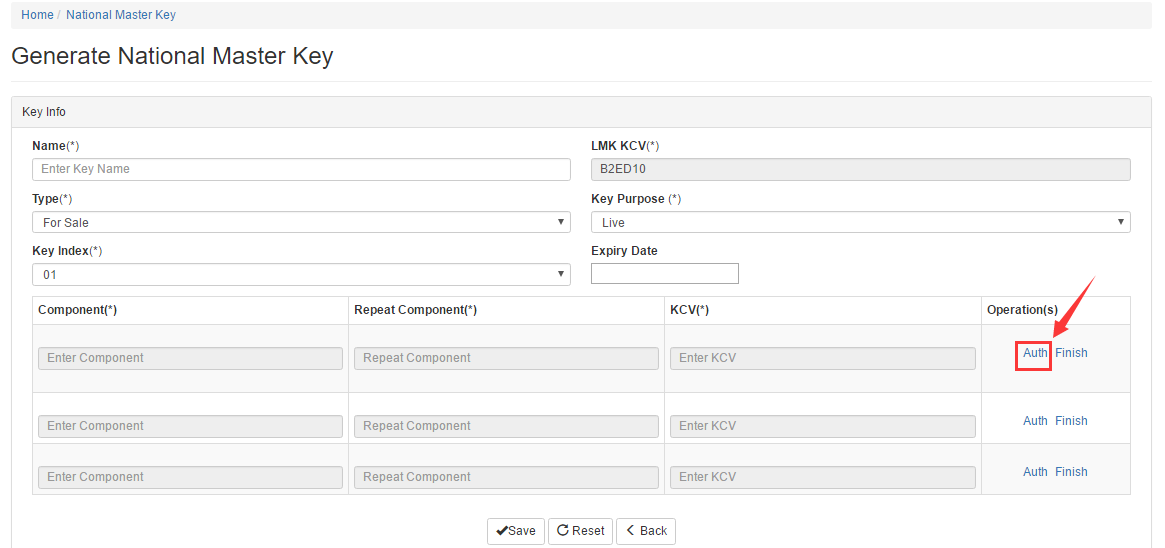 Home / National Master Key
Generate National Master Key
Key Info
Name(*) LMK KCV(*)
Enter Key Name B2ED10
Type(*) Key Purpose (*)
For Sale Live
Key Index(*) Expiry Date
01
Component(*) Repeat Component(*) KCV(*) Operation(s)
Enter Component Repeat Component Enter KCV Auth Finish
Enter Component Repeat Component Enter KCV Auth Finish
Enter Component Repeat Component Enter KCV Auth Finish
Save Reset Back